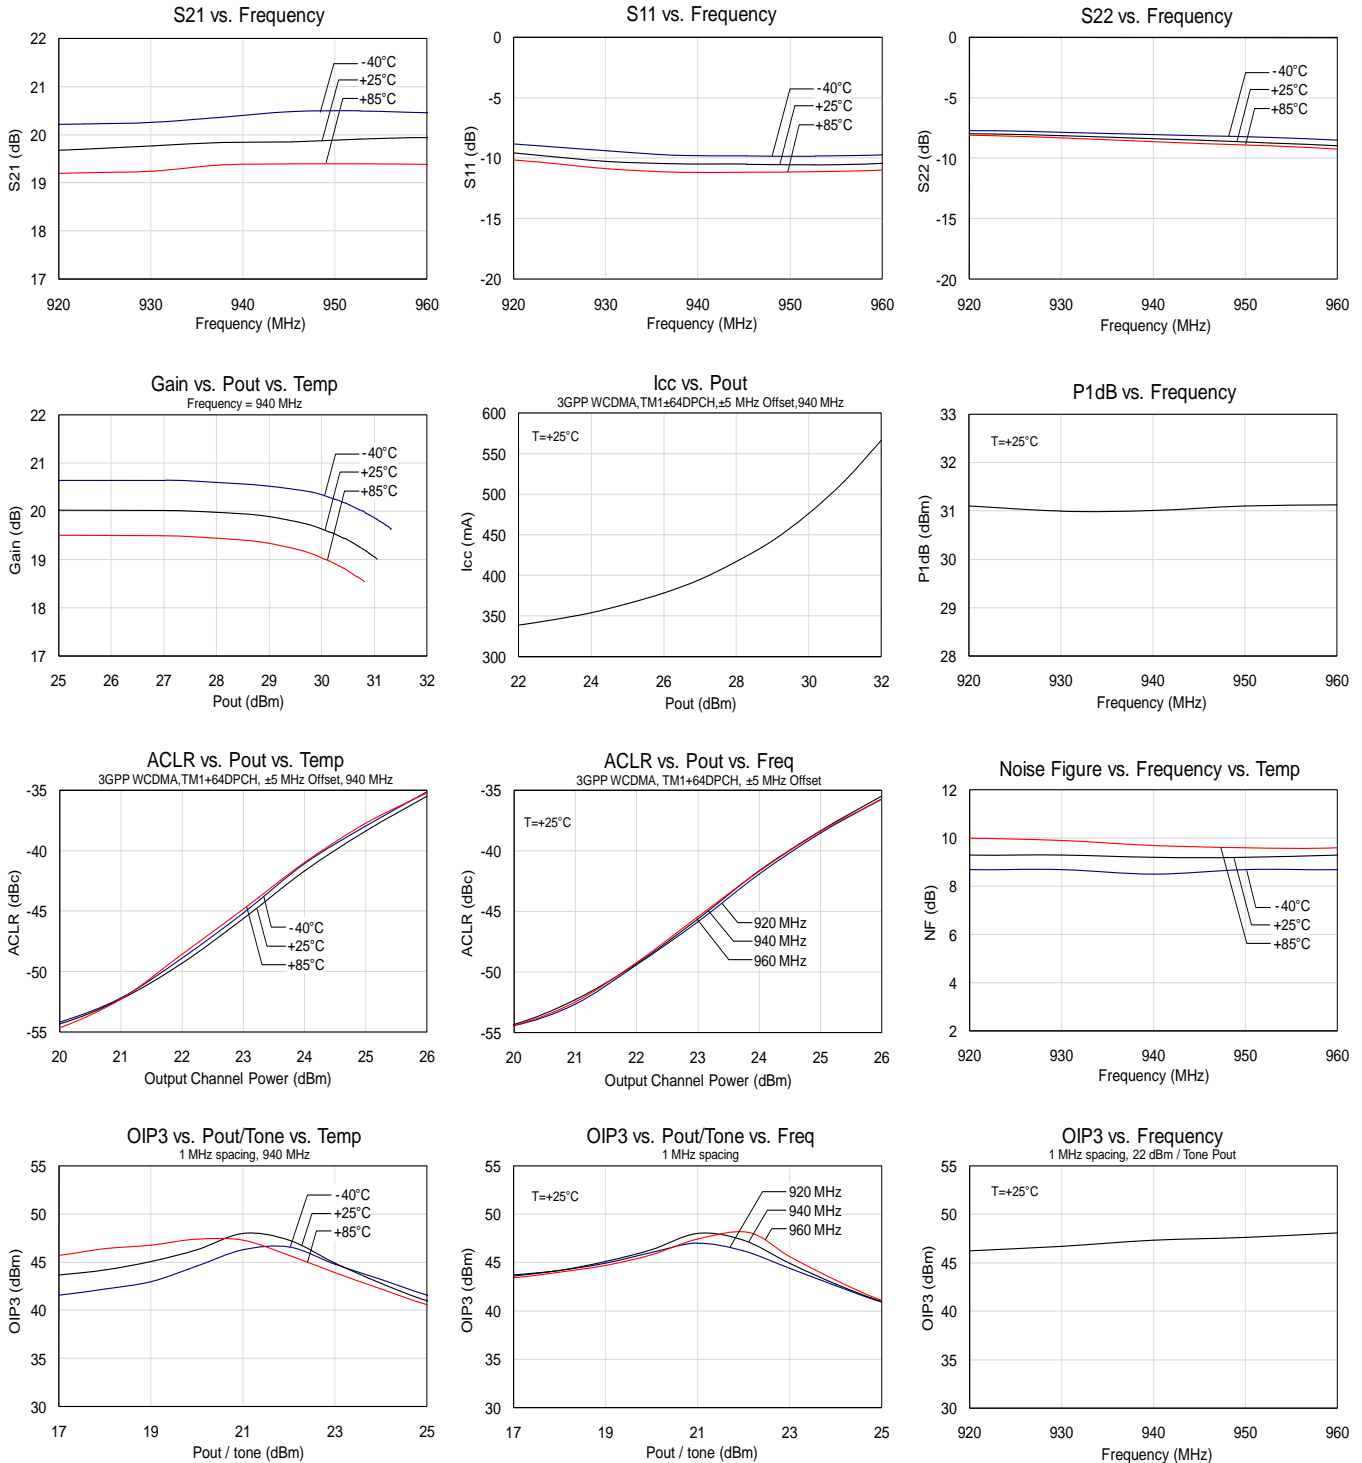 S21 vs. Frequency
22
21
20
19
18
17
S21 (dB)
-40°C
+25°C
+85°C
920
930
940
950
960
Frequency (MHz)
S11 vs. Frequency
0
-5
-10
-15
-20
S11 (dB)
-40°C
+25°C
+85°C
920
930
940
950
960
Frequency (MHz)
S22 vs. Frequency
0
-5
-10
-15
-20
S22 (dB)
-40°C
+25°C
+85°C
920
930
940
950
960
Frequency (MHz)
Gain vs. Pout vs. Temp
Frequency = 940 MHz
22
21
20
19
18
17
Gain (dB)
-40°C
+25°C
+85°C
25
26
27
28
29
30
31
32
Pout (dBm)
Icc vs. Pout
3GPP WCDMA,TM1±64DPCH,±5 MHz Offset,940 MHz
600
550
500
450
400
350
300
Icc (mA)
T=+25°C
22
24
26
28
30
32
Pout (dBm)
P1dB vs. Frequency
33
32
31
30
29
28
P1dB (dBm)
T=+25°C
920
930
940
950
960
Frequency (MHz)
ACLR vs. Pout vs. Temp
3GPP WCDMA,TM1+64DPCH, ±5 MHz Offset, 940 MHz
-35
-40
-45
-50
-55
ACLR (dBc)
-40°C
+25°C
+85°C
20
21
22
23
24
25
26
Output Channel Power (dBm)
ACLR vs. Pout vs. Freq
3GPP WCDMA, TM1+64DPCH, ±5 MHz Offset
-35
-40
-45
-50
-55
ACLR (dBc)
T=+25°C
920 MHz
940 MHz
960 MHz
20
21
22
23
24
25
26
Output Channel Power (dBm)
Noise Figure vs. Frequency vs. Temp
12
10
8
6
4
2
NF (dB)
-40°C
+25°C
+85°C
920
930
940
950
960
Frequency (MHz)
OIP3 vs. Pout/Tone vs. Temp
1 MHz spacing, 940 MHz
55
50
45
40
35
30
OIP3 (dBm)
-40°C
+25°C
+85°C
17
19
21
23
25
Pout / tone (dBm)
OIP3 vs. Pout/Tone vs. Freq
1 MHz spacing
55
50
45
40
35
30
OIP3 (dBm)
T=+25°C
920 MHz
940 MHz
960 MHz
17
19
21
23
25
Pout / tone (dBm)
OIP3 vs. Frequency
1 MHz spacing, 22 dBm / Tone Pout
55
50
45
40
35
30
OIP3 (dBm)
T=+25°C
920
930
940
950
960
Frequency (MHz)